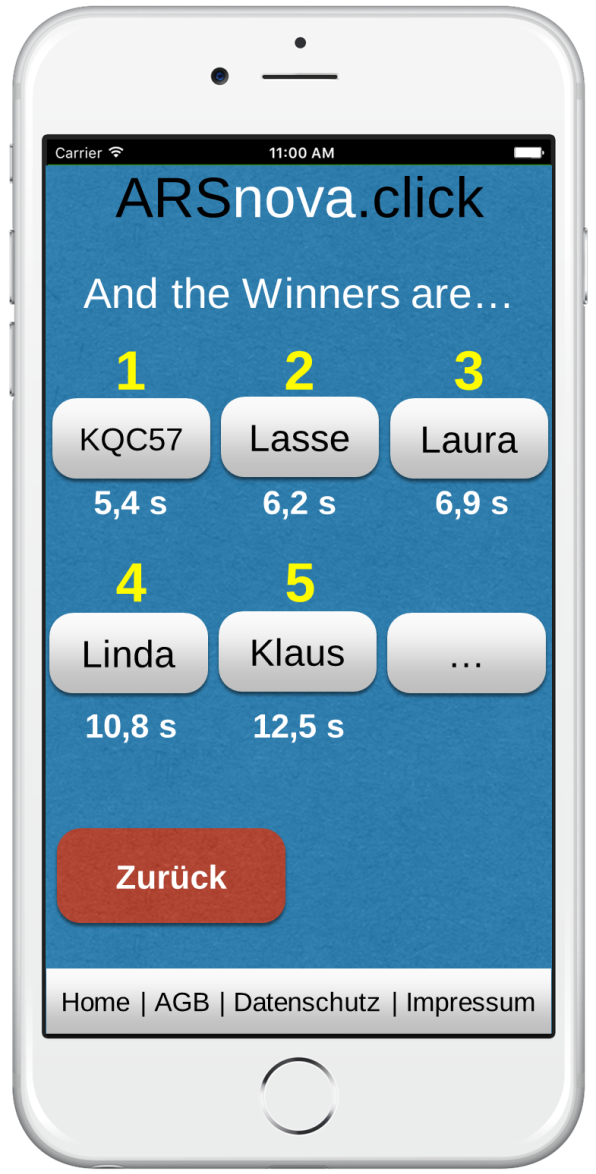 Carrier 11:00 AM
ARSnova.click
And the Winners are...
1 2 3
KQC57 Lasse Laura
5,4 s 6,2 s 6,9 s
4 5
Linda Klaus ...
10,8 s 12,5 s
Zurück
Home | AGB | Datenschutz | Impressum